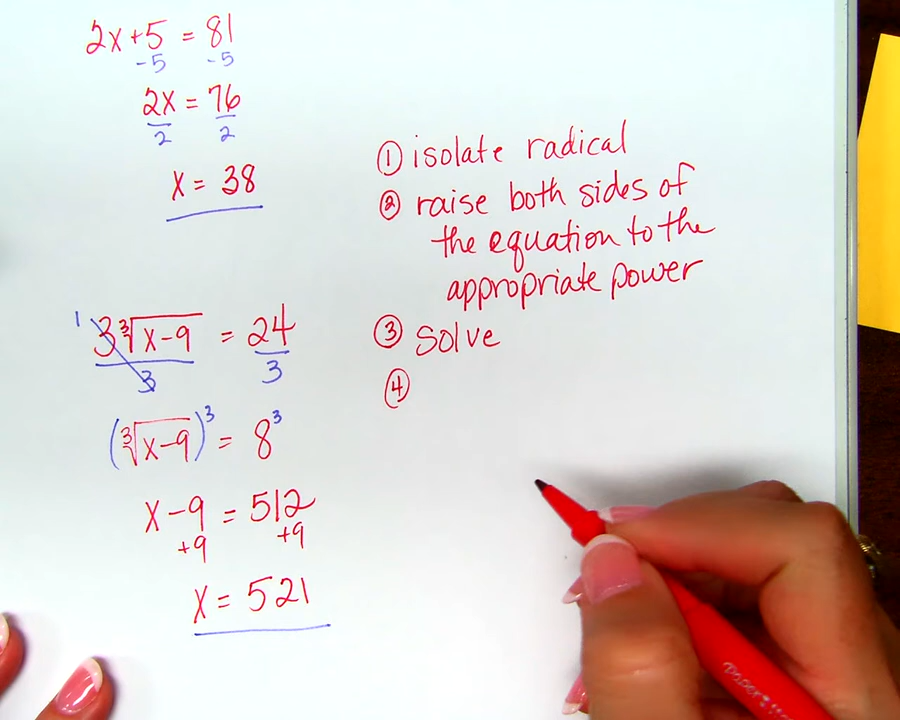 2x+5 = 81
-5 -5
2x = 76
2 2
x = 38
① isolate radical
② raise both sides of
the equation to the
appropriate power
③ solve
④
1
3∛x-9 = 24
3 3
(∛x-9)³ = 8³
x-9 = 512
+9 +9
x = 521